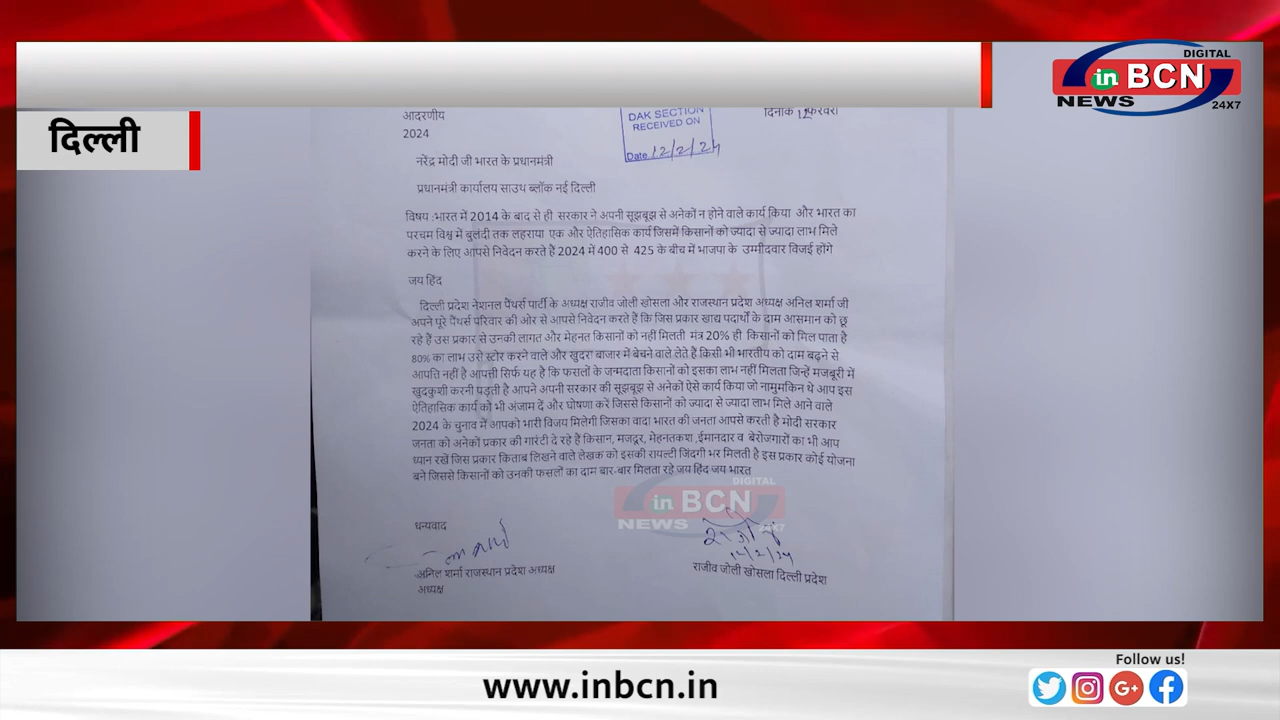 DIGITAL
in BCN
NEWS 24X7
दिल्ली
आदरणीय
2024
DAK SECTION
RECEIVED ON
Date 12/2/24
दिनांक 12फरवरी
नरेंद्र मोदी जी भारत के प्रधानमंत्री
प्रधानमंत्री कार्यालय साउथ ब्लॉक नई दिल्ली
विषय :भारत में 2014 के बाद से ही सरकार ने अपनी सूझबूझ से अनेकों न होने वाले कार्य किया और भारत का
परचम विश्व में बुलंदी तक लहराया एक और ऐतिहासिक कार्य जिसमें किसानों को ज्यादा से ज्यादा लाभ मिले
करने के लिए आपसे निवेदन करते हैं 2024 में 400 से 425 के बीच में भाजपा के उम्मीदवार विजई होंगे
जय हिंद
दिल्ली प्रदेश नेशनल पैंथर्स पार्टी के अध्यक्ष राजीव जोली खोसला और राजस्थान प्रदेश अध्यक्ष अनिल शर्मा जी
अपने पूरे पैंथर्स परिवार की ओर से आपसे निवेदन करते हैं कि जिस प्रकार खाद्य पदार्थों के दाम आसमान को छू
रहे हैं उस प्रकार से उनकी लागत और मेहनत किसानों को नहीं मिलती मंत्र 20% ही किसानों को मिल पाता है
80% का लाभ उसे स्टोर करने वाले और खुदरा बाजार में बेचने वाले लेते हैं किसी भी भारतीय को दाम बढ़ने से
आपत्ति नहीं है आपत्ती सिर्फ यह है कि फसलों के जन्मदाता किसानों को इसका लाभ नहीं मिलता जिन्हें मजबूरी में
खुदकुशी करनी पड़ती है आपने अपनी सरकार की सूझबूझ से अनेकों ऐसे कार्य किया जो नामुमकिन थे आप इस
ऐतिहासिक कार्य को भी अंजाम दें और घोषणा करें जिससे किसानों को ज्यादा से ज्यादा लाभ मिले आने वाले
2024 के चुनाव में आपको भारी विजय मिलेगी जिसका वादा भारत की जनता आपसे करती है मोदी सरकार
जनता को अनेकों प्रकार की गारंटी दे रहे हैं किसान, मजदूर, मेहनतकश ,ईमानदार व बेरोजगारों का भी आप
ध्यान रखें जिस प्रकार किताब लिखने वाले लेखक को इसकी रायल्टी जिंदगी भर मिलती है इस प्रकार कोई योजना
बने जिससे किसानों को उनकी फसलों का दाम बार-बार मिलता रहे जय हिंद जय भारत
DIGITAL
in BCN
NEWS 24X7
धन्यवाद
12/2/24
अनिल शर्मा राजस्थान प्रदेश अध्यक्ष
अध्यक्ष
राजीव जोली खोसला दिल्ली प्रदेश
Follow us!
www.inbcn.in